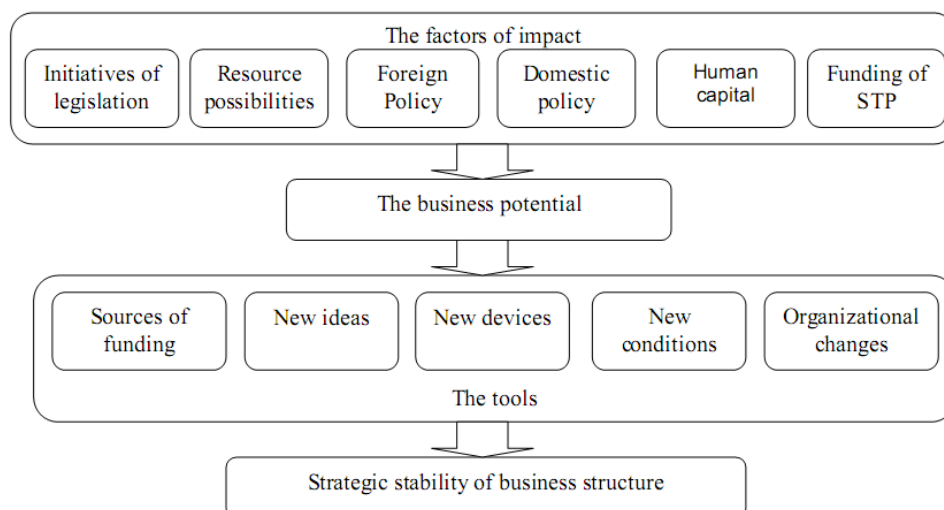 The factors of impact
Initiatives of
legislation
Resource
possibilities
Foreign
Policy
Domestic
policy
Human
capital
Funding of
STP
The business potential
Sources of
funding
New ideas
New devices
New
conditions
Organizational
changes
The tools
Strategic stability of business structure